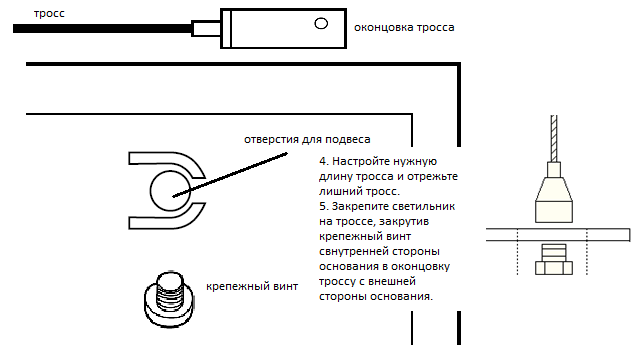 тросс
оконцовка тросса
отверстия для подвеса
4. Настройте нужную
длину тросса и отрежьте
лишний тросс.
5. Закрепите светильник
на троссе, закрутив
крепежный винт
свнутренней стороны
основания в оконцовку
троссу с внешней
стороны основания.
крепежный винт